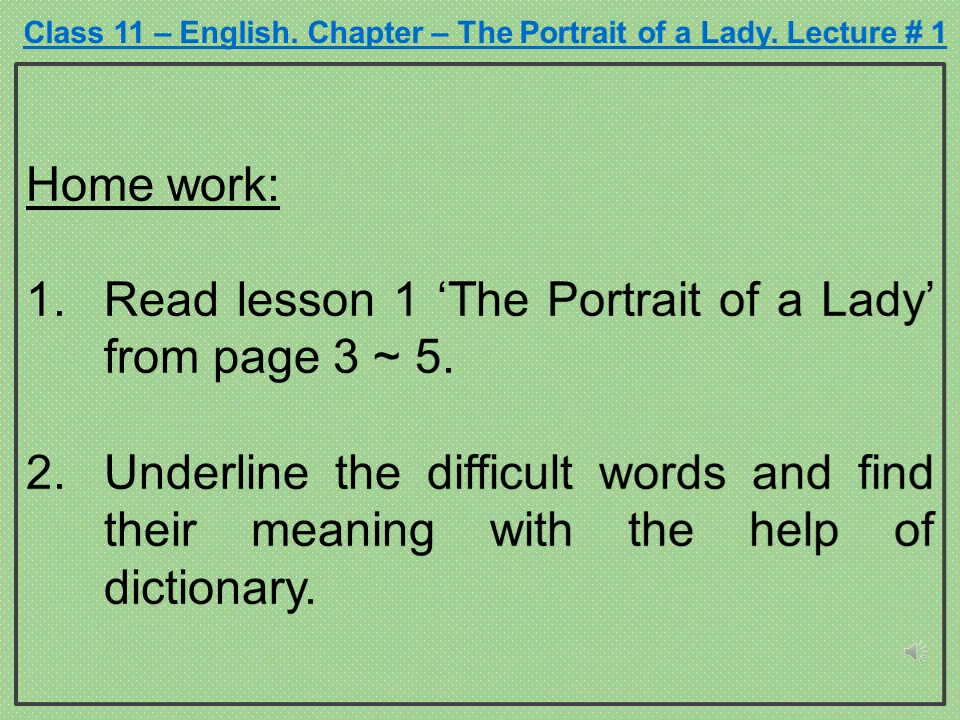 Class 11 – English. Chapter – The Portrait of a Lady. Lecture # 1
Home work:
1. Read lesson 1 ‘The Portrait of a Lady’
from page 3 ~ 5.
2. Underline the difficult words and find
their meaning with the help of
dictionary.